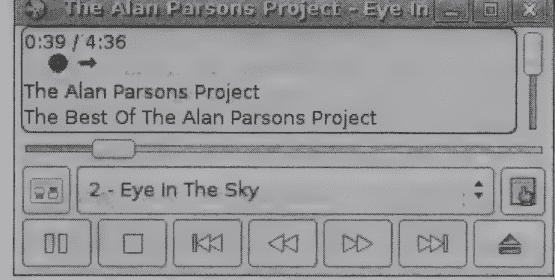 The Alan Parsons Project - Eye In
0:39 / 4:36
The Alan Parsons Project
The Best Of The Alan Parsons Project
2 - Eye In The Sky